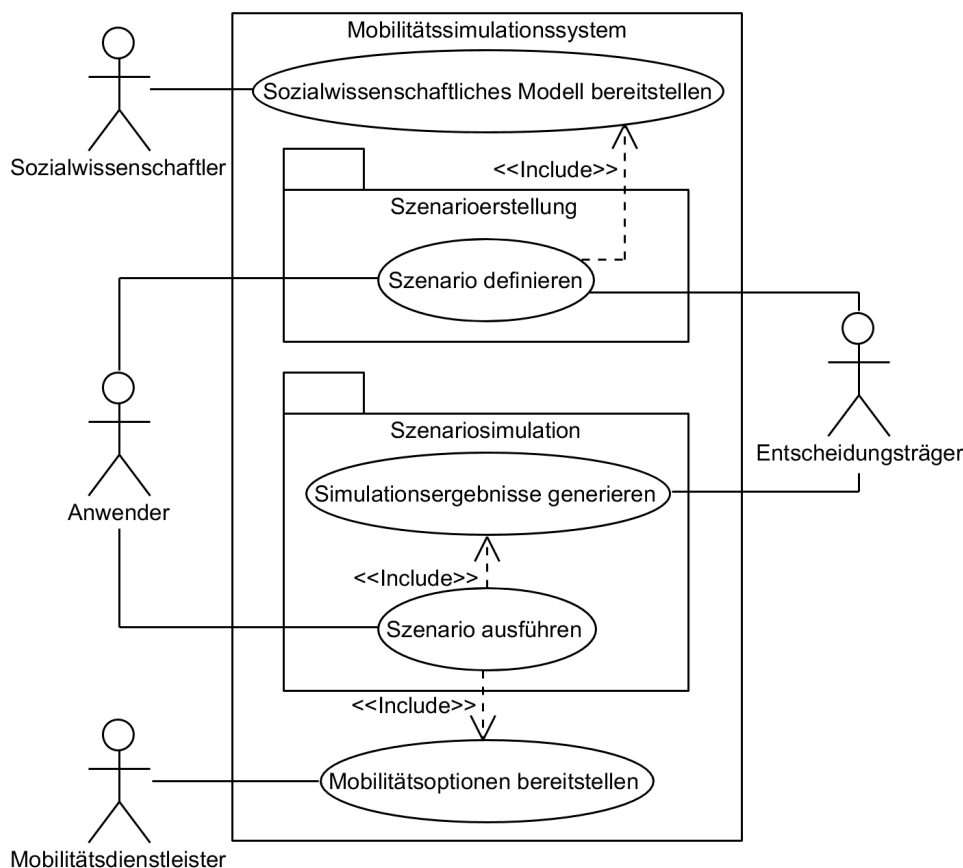 Mobilitätssimulationssystem
Sozialwissenschaftliches Modell bereitstellen
Sozialwissenschaftler
<<Include>>
Szenarioerstellung
Szenario definieren
Szenariosimulation
Entscheidungsträger
Simulationsergebnisse generieren
Anwender
<<Include>>
Szenario ausführen
<<Include>>
Mobilitätsoptionen bereitstellen
Mobilitätsdienstleister